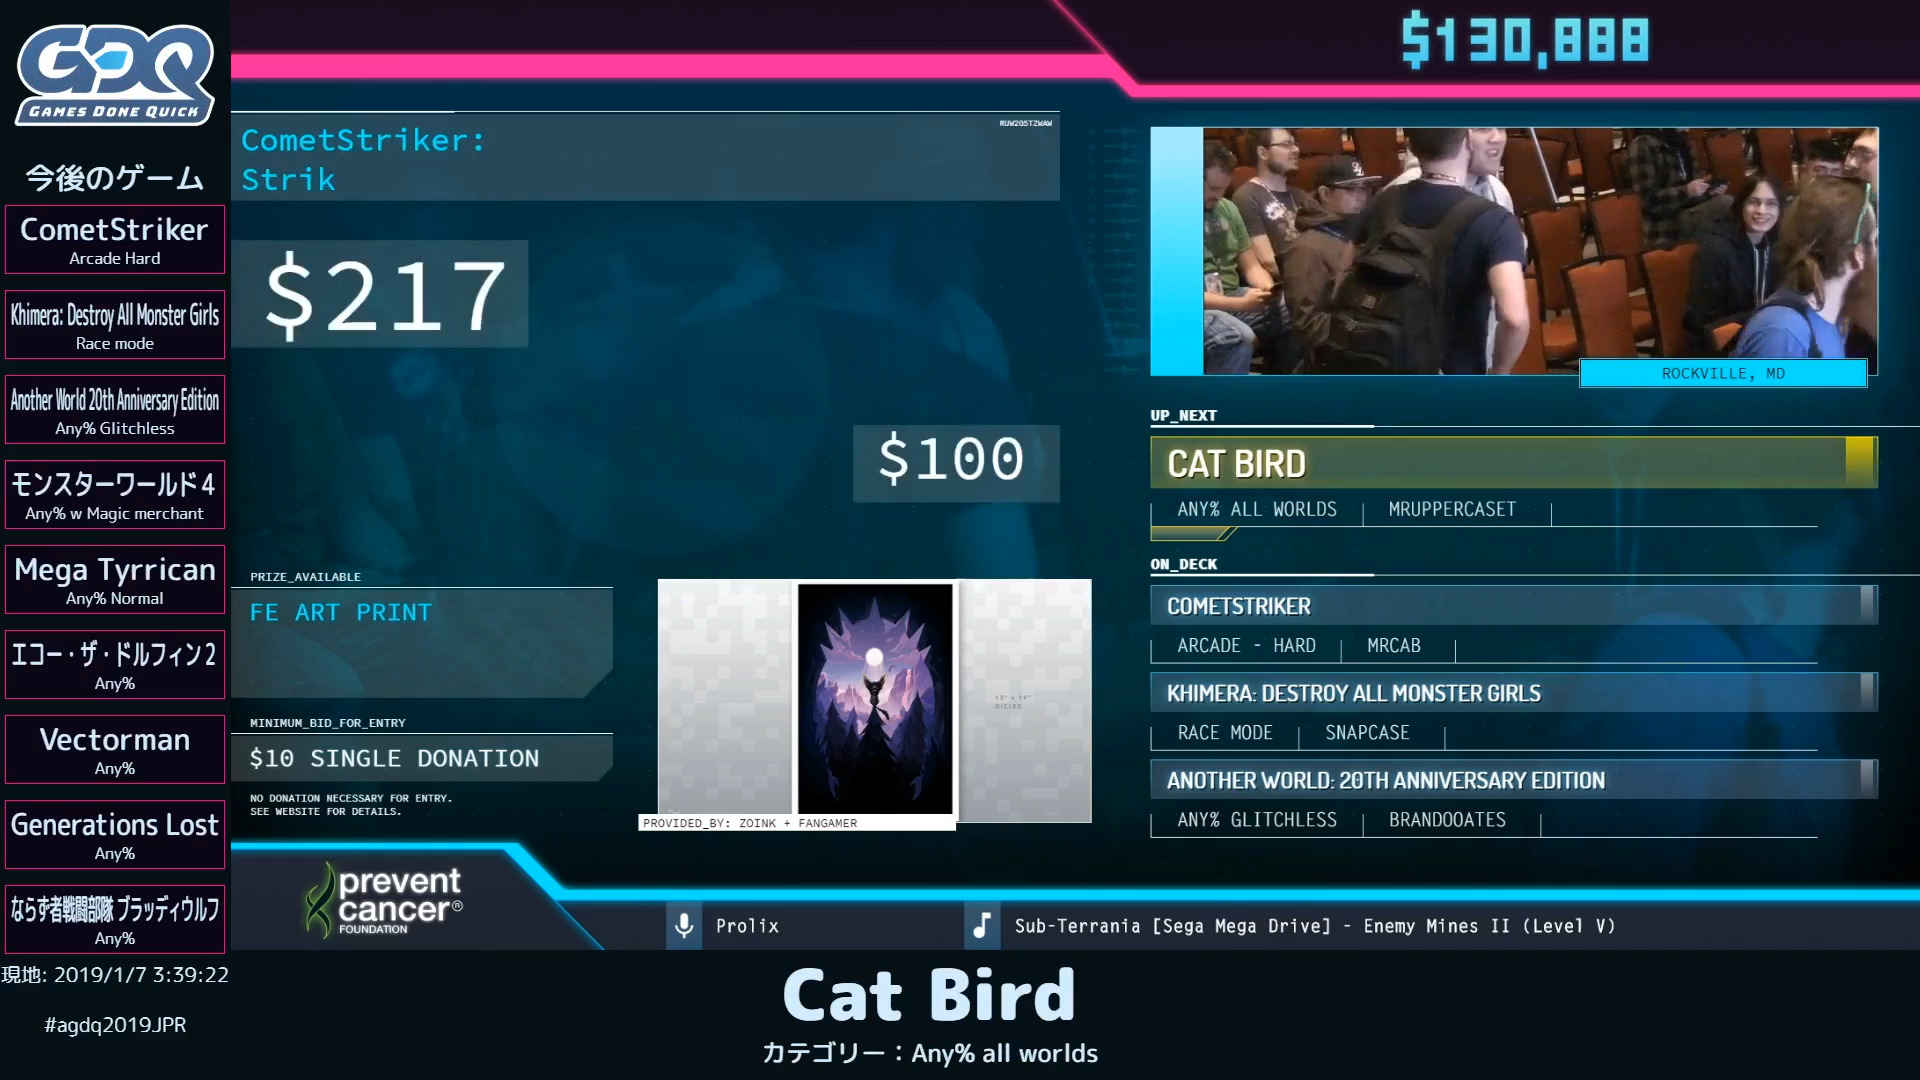 GDQ
GAMES DONE QUICK
今後のゲーム
CometStriker
Arcade Hard
Khimera: Destroy All Monster Girls
Race mode
Another World 20th Anniversary Edition
Any% Glitchless
モンスターワールド4
Any% w Magic merchant
Mega Tyrrican
Any% Normal
エコー・ザ・ドルフィン2
Any%
Vectorman
Any%
Generations Lost
Any%
ならず者戦闘部隊 ブラッディウルフ
Any%
現地: 2019/1/7 3:39:22
#agdq2019JPR
$130,888
CometStriker:
Strik
RUW2G5TZWAW
$217
$100
PRIZE_AVAILABLE
FE ART PRINT
MINIMUM_BID_FOR_ENTRY
$10 SINGLE DONATION
NO DONATION NECESSARY FOR ENTRY.
SEE WEBSITE FOR DETAILS.
13" x 19"
GICLEE
PROVIDED_BY: ZOINK + FANGAMER
ROCKVILLE, MD
UP_NEXT
CAT BIRD
ANY% ALL WORLDS
MRUPPERCASET
ON_DECK
COMETSTRIKER
ARCADE - HARD
MRCAB
KHIMERA: DESTROY ALL MONSTER GIRLS
RACE MODE
SNAPCASE
ANOTHER WORLD: 20TH ANNIVERSARY EDITION
ANY% GLITCHLESS
BRANDOOATES
prevent
cancer®
FOUNDATION
Prolix
Sub-Terrania [Sega Mega Drive] - Enemy Mines II (Level V)
Cat Bird
カテゴリー：Any% all worlds